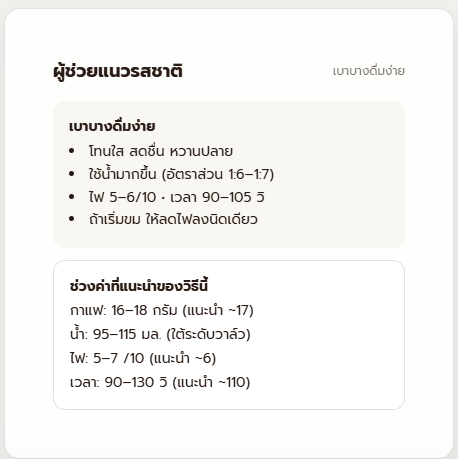 ผู้ช่วยแนวรสชาติ
เบาบางดื่มง่าย
เบาบางดื่มง่าย
• โทนใส สดชื่น หวานปลาย
• ใช้น้ำมากขึ้น (อัตราส่วน 1:6–1:7)
• ไฟ 5–6/10 · เวลา 90–105 วิ
• ถ้าเริ่มขม ให้ลดไฟลงนิดเดียว
ช่วงค่าที่แนะนำของวิธีนี้
กาแฟ: 16–18 กรัม (แนะนำ ~17)
น้ำ: 95–115 มล. (ใต้ระดับวาล์ว)
ไฟ: 5–7 /10 (แนะนำ ~6)
เวลา: 90–130 วิ (แนะนำ ~110)